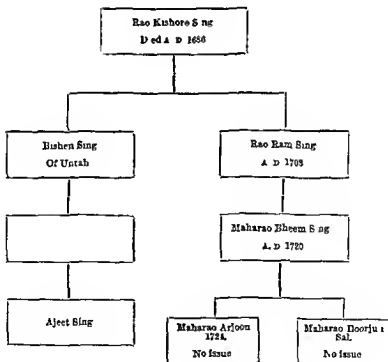 Rao Kishore Sing
Died A D 1686
Bishen Sing
Of Untah
Rao Ram Sing
A D 1708
Maharao Bheem Sing
A. D 1720
Ajeet Sing
Maharao Arjoon
1724.
No Issue
Maharao Doorjun
Sal.
No Issue